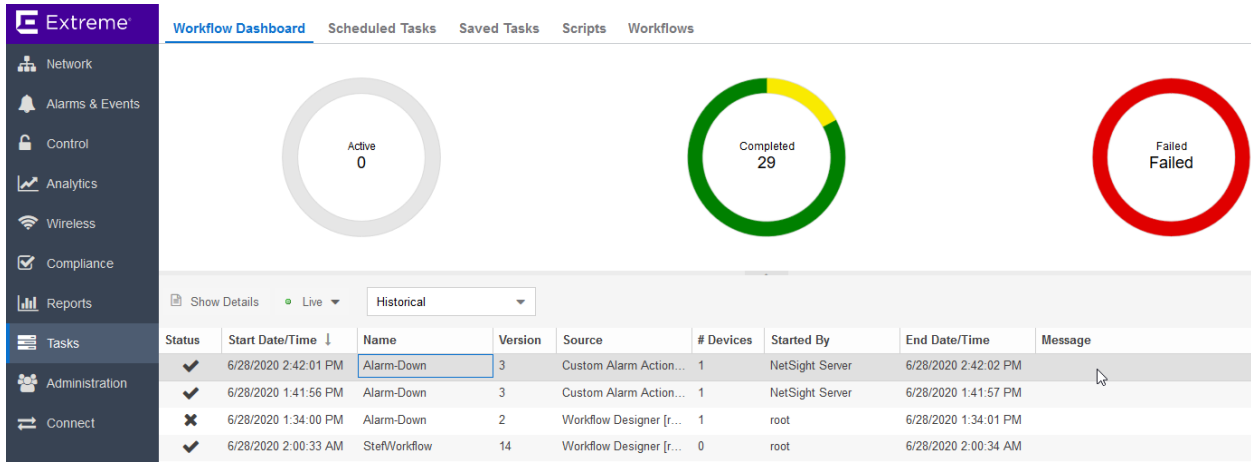 Extreme
Workflow Dashboard Scheduled Tasks Saved Tasks Scripts Workflows
Network
Alarms & Events
Control
Analytics
Wireless
Compliance
Reports
Tasks
Administration
Connect
Active
0
Completed
29
Failed
Failed
Show Details Live Historical
Status Start Date/Time Name Version Source # Devices Started By End Date/Time Message
6/28/2020 2:42:01 PM Alarm-Down 3 Custom Alarm Action... 1 NetSight Server 6/28/2020 2:42:02 PM
6/28/2020 1:41:56 PM Alarm-Down 3 Custom Alarm Action... 1 NetSight Server 6/28/2020 1:41:57 PM
6/28/2020 1:34:00 PM Alarm-Down 2 Workflow Designer [r... 1 root 6/28/2020 1:34:01 PM
6/28/2020 2:00:33 AM StefWorkflow 14 Workflow Designer [r... 0 root 6/28/2020 2:00:34 AM